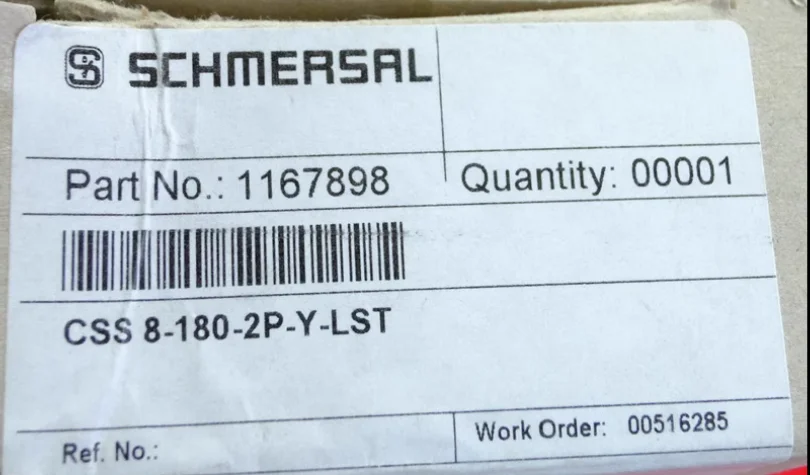 SCHMERSAL
Part No.: 1167898
Quantity: 00001
CSS 8-180-2P-Y-LST
Ref. No.:
Work Order: 00516285